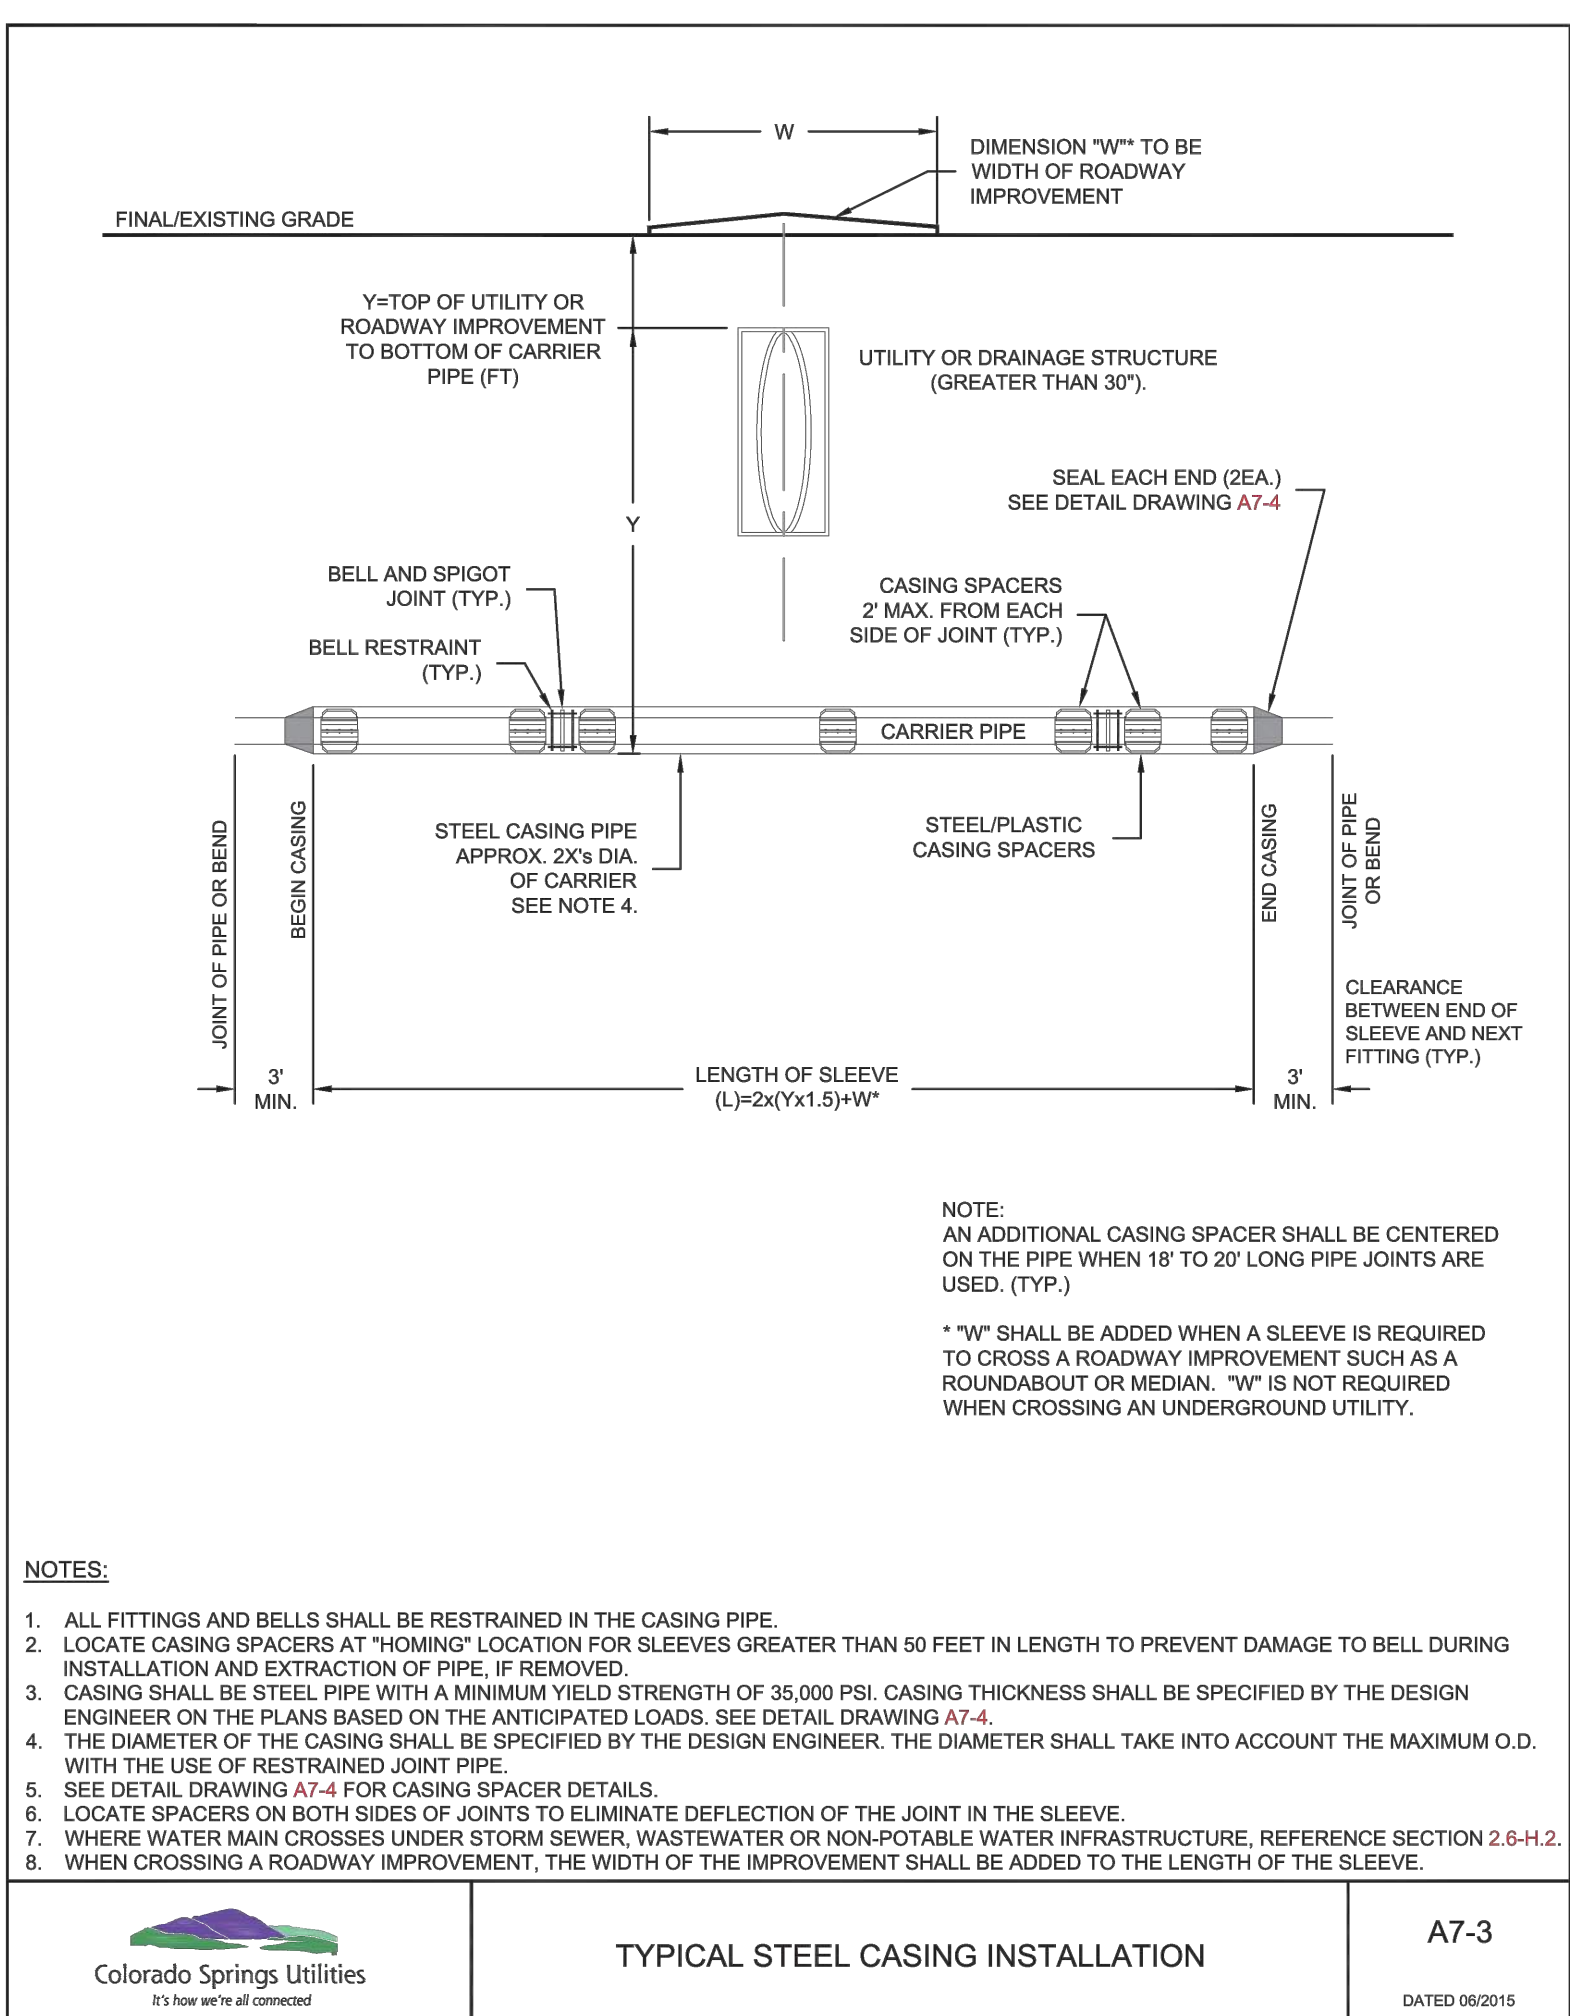 W
DIMENSION "W"* TO BE
WIDTH OF ROADWAY
IMPROVEMENT
FINAL/EXISTING GRADE
Y=TOP OF UTILITY OR
ROADWAY IMPROVEMENT
TO BOTTOM OF CARRIER
PIPE (FT)
UTILITY OR DRAINAGE STRUCTURE
(GREATER THAN 30").
SEAL EACH END (2EA.)
SEE DETAIL DRAWING A7-4
Y
BELL AND SPIGOT
JOINT (TYP.)
CASING SPACERS
2' MAX. FROM EACH
SIDE OF JOINT (TYP.)
BELL RESTRAINT
(TYP.)
CARRIER PIPE
STEEL CASING PIPE
APPROX. 2X's DIA.
OF CARRIER
SEE NOTE 4.
STEEL/PLASTIC
CASING SPACERS
JOINT OF PIPE OR BEND
BEGIN CASING
END CASING
JOINT OF PIPE
OR BEND
CLEARANCE
BETWEEN END OF
SLEEVE AND NEXT
FITTING (TYP.)
3'
MIN.
LENGTH OF SLEEVE
(L)=2x(Yx1.5)+W*
3'
MIN.
NOTE:
AN ADDITIONAL CASING SPACER SHALL BE CENTERED
ON THE PIPE WHEN 18' TO 20' LONG PIPE JOINTS ARE
USED. (TYP.)
* "W" SHALL BE ADDED WHEN A SLEEVE IS REQUIRED
TO CROSS A ROADWAY IMPROVEMENT SUCH AS A
ROUNDABOUT OR MEDIAN. "W" IS NOT REQUIRED
WHEN CROSSING AN UNDERGROUND UTILITY.
NOTES:
1. ALL FITTINGS AND BELLS SHALL BE RESTRAINED IN THE CASING PIPE.
2. LOCATE CASING SPACERS AT "HOMING" LOCATION FOR SLEEVES GREATER THAN 50 FEET IN LENGTH TO PREVENT DAMAGE TO BELL DURING
INSTALLATION AND EXTRACTION OF PIPE, IF REMOVED.
3. CASING SHALL BE STEEL PIPE WITH A MINIMUM YIELD STRENGTH OF 35,000 PSI. CASING THICKNESS SHALL BE SPECIFIED BY THE DESIGN
ENGINEER ON THE PLANS BASED ON THE ANTICIPATED LOADS. SEE DETAIL DRAWING A7-4.
4. THE DIAMETER OF THE CASING SHALL BE SPECIFIED BY THE DESIGN ENGINEER. THE DIAMETER SHALL TAKE INTO ACCOUNT THE MAXIMUM O.D.
WITH THE USE OF RESTRAINED JOINT PIPE.
5. SEE DETAIL DRAWING A7-4 FOR CASING SPACER DETAILS.
6. LOCATE SPACERS ON BOTH SIDES OF JOINTS TO ELIMINATE DEFLECTION OF THE JOINT IN THE SLEEVE.
7. WHERE WATER MAIN CROSSES UNDER STORM SEWER, WASTEWATER OR NON-POTABLE WATER INFRASTRUCTURE, REFERENCE SECTION 2.6-H.2.
8. WHEN CROSSING A ROADWAY IMPROVEMENT, THE WIDTH OF THE IMPROVEMENT SHALL BE ADDED TO THE LENGTH OF THE SLEEVE.
Colorado Springs Utilities
It's how we're all connected
TYPICAL STEEL CASING INSTALLATION
A7-3
DATED 06/2015